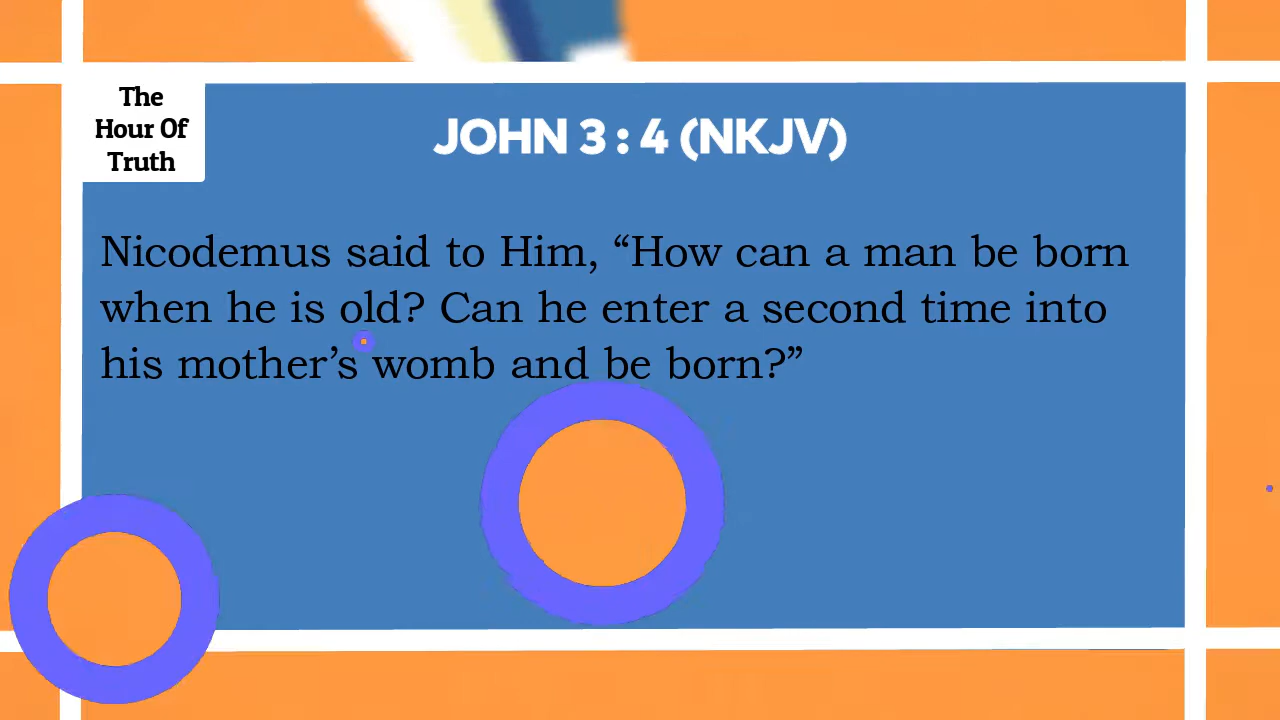 The
Hour Of
Truth
JOHN 3 : 4 (NKJV)
Nicodemus said to Him, “How can a man be born
when he is old? Can he enter a second time into
his mother’s womb and be born?”